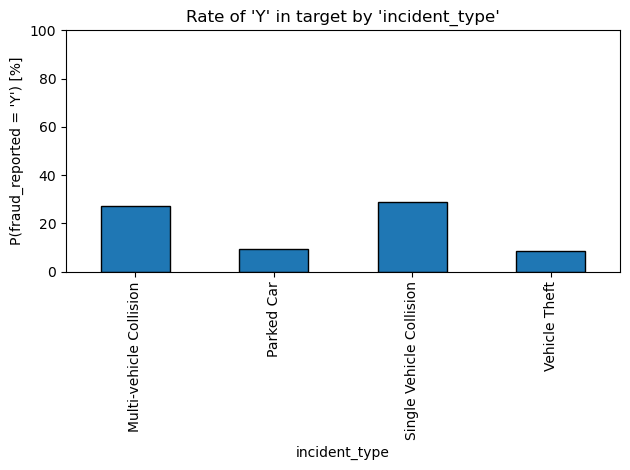 Rate of 'Y' in target by 'incident_type'
P(fraud_reported = 'Y') [%]
100
80
60
40
20
0
Multi-vehicle Collision
Parked Car
Single Vehicle Collision
Vehicle Theft
incident_type